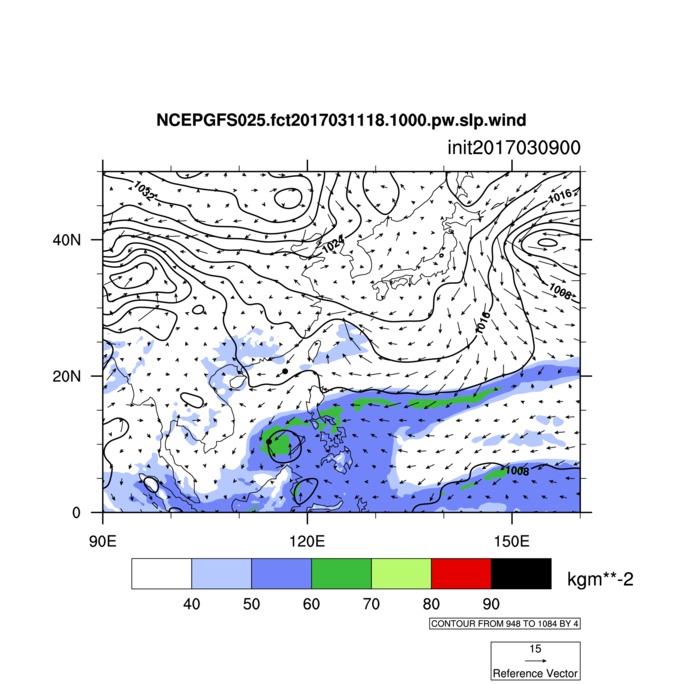 NCEPGFS025.fct2017031118.1000.pw.slp.wind
init2017030900
1032
1016
1024
40N
1008
1016
20N
1008
0
90E
120E
150E
kgm**-2
40
50
60
70
80
90
CONTOUR FROM 948 TO 1084 BY 4
15
Reference Vector